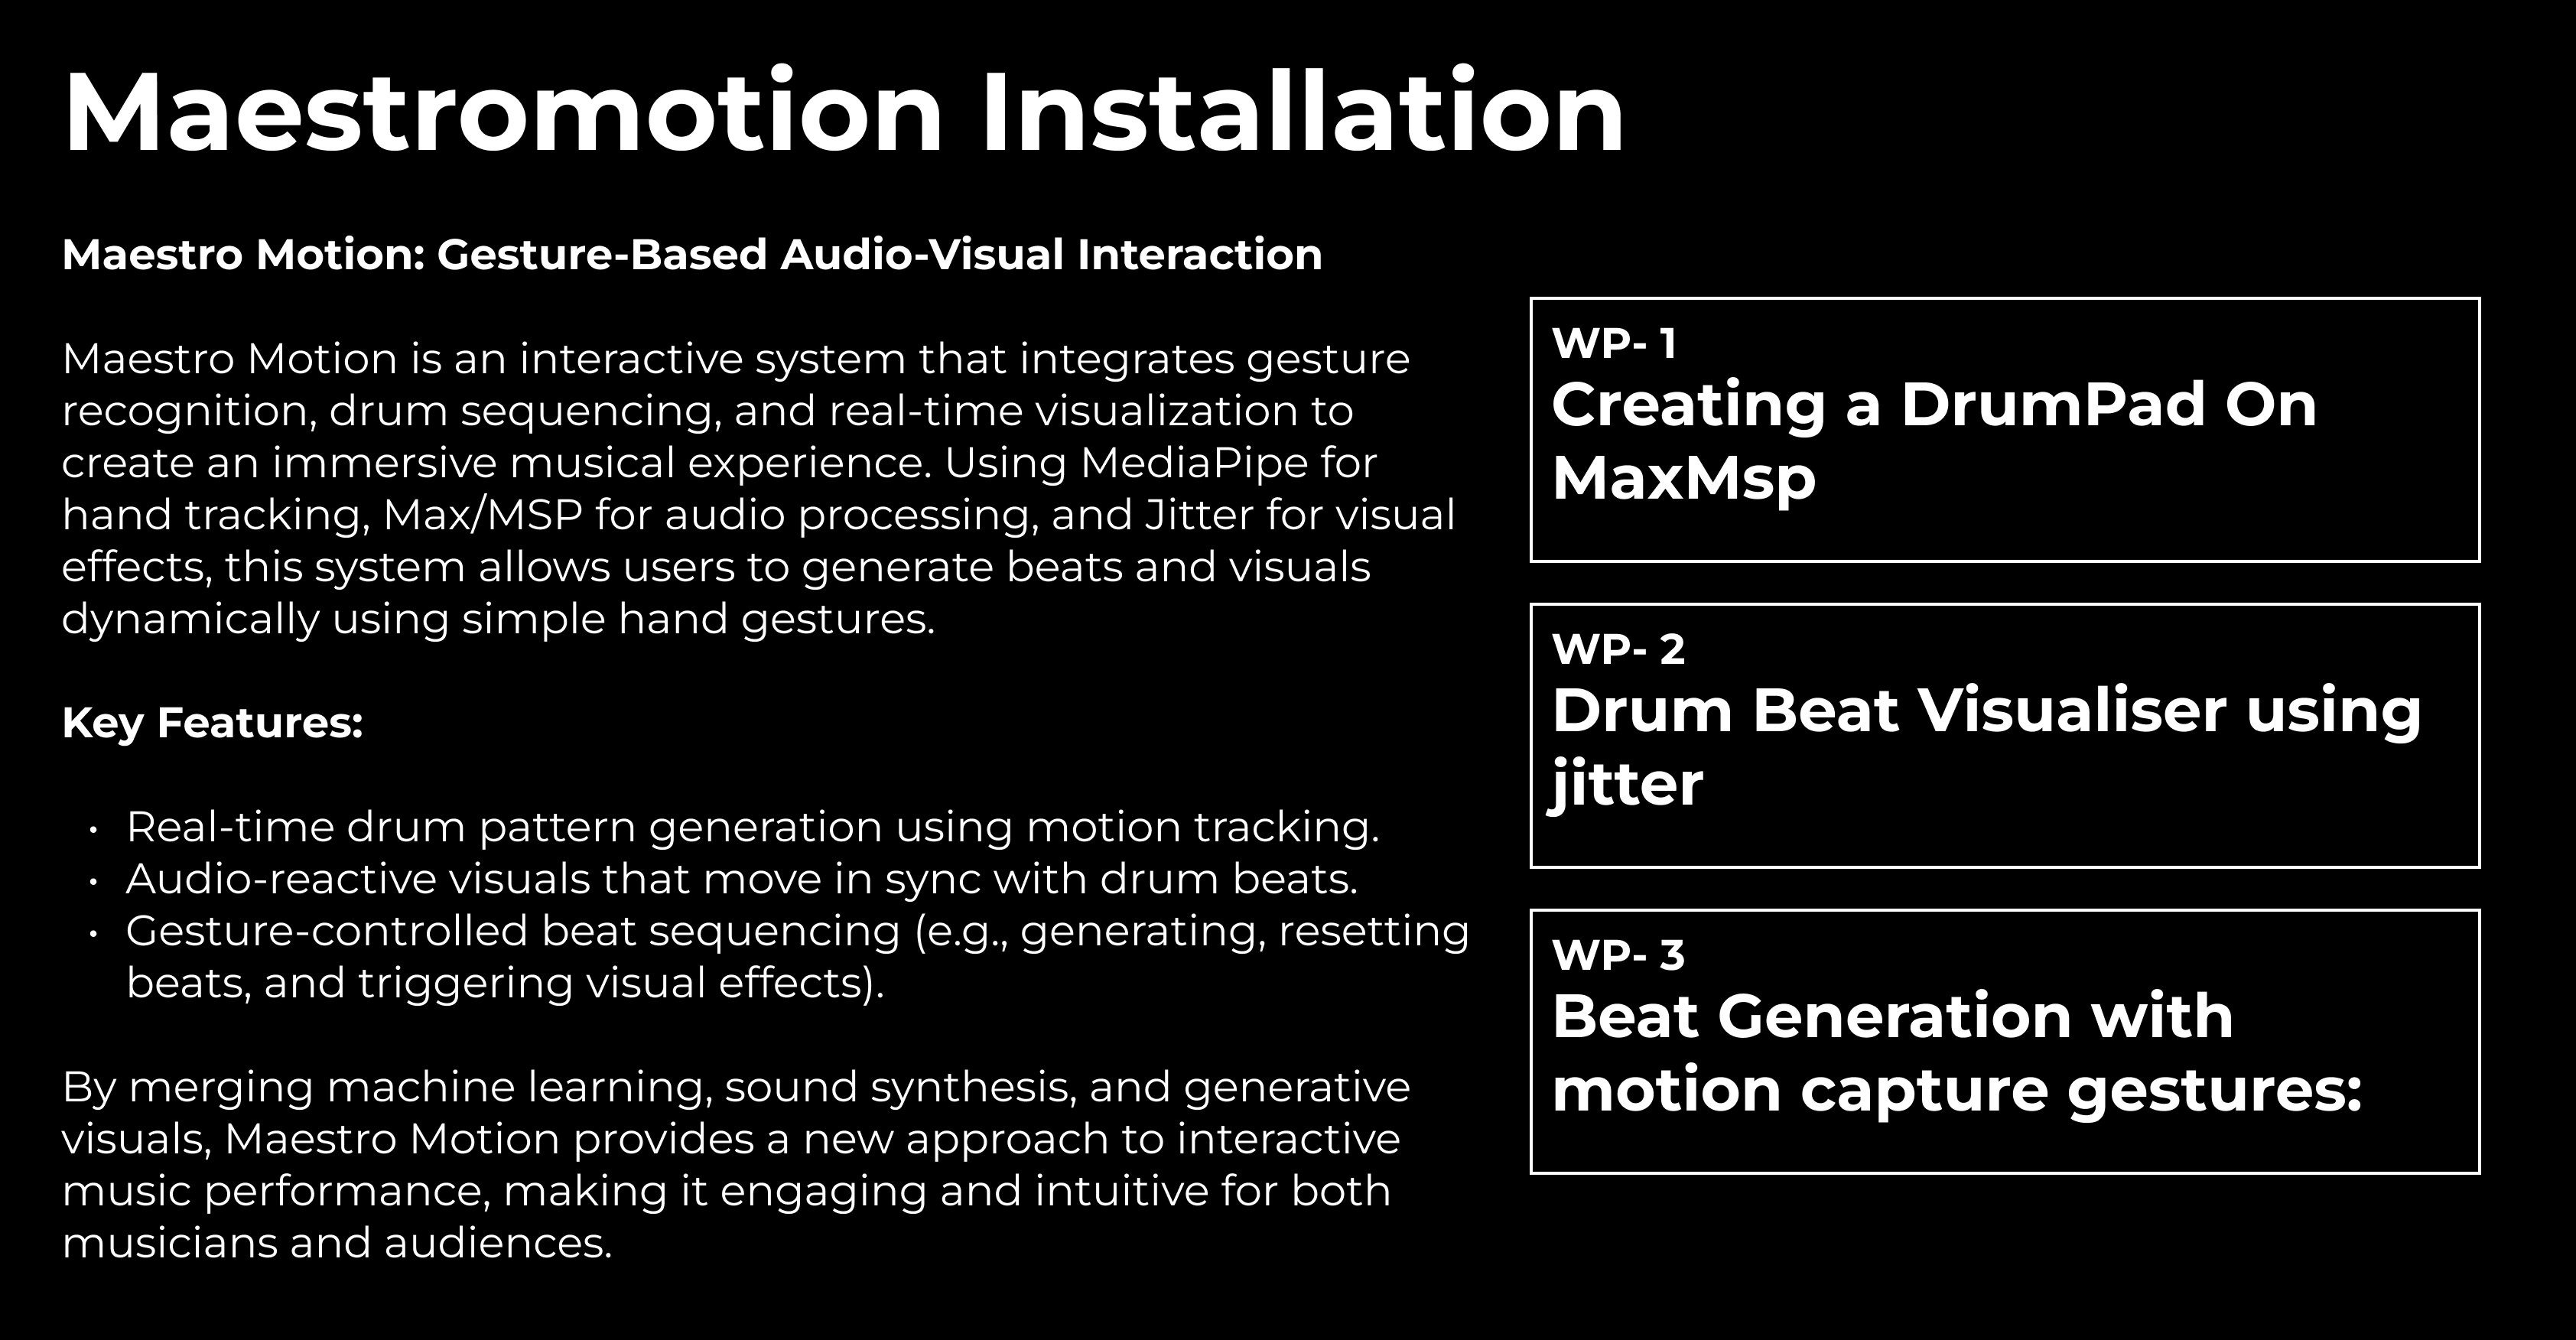 Maestromotion Installation
Maestro Motion: Gesture-Based Audio-Visual Interaction
Maestro Motion is an interactive system that integrates gesture
recognition, drum sequencing, and real-time visualization to
create an immersive musical experience. Using MediaPipe for
hand tracking, Max/MSP for audio processing, and Jitter for visual
effects, this system allows users to generate beats and visuals
dynamically using simple hand gestures.
Key Features:
• Real-time drum pattern generation using motion tracking.
• Audio-reactive visuals that move in sync with drum beats.
• Gesture-controlled beat sequencing (e.g., generating, resetting
beats, and triggering visual effects).
By merging machine learning, sound synthesis, and generative
visuals, Maestro Motion provides a new approach to interactive
music performance, making it engaging and intuitive for both
musicians and audiences.
WP- 1
Creating a DrumPad On
MaxMsp
WP- 2
Drum Beat Visualiser using
jitter
WP- 3
Beat Generation with
motion capture gestures: